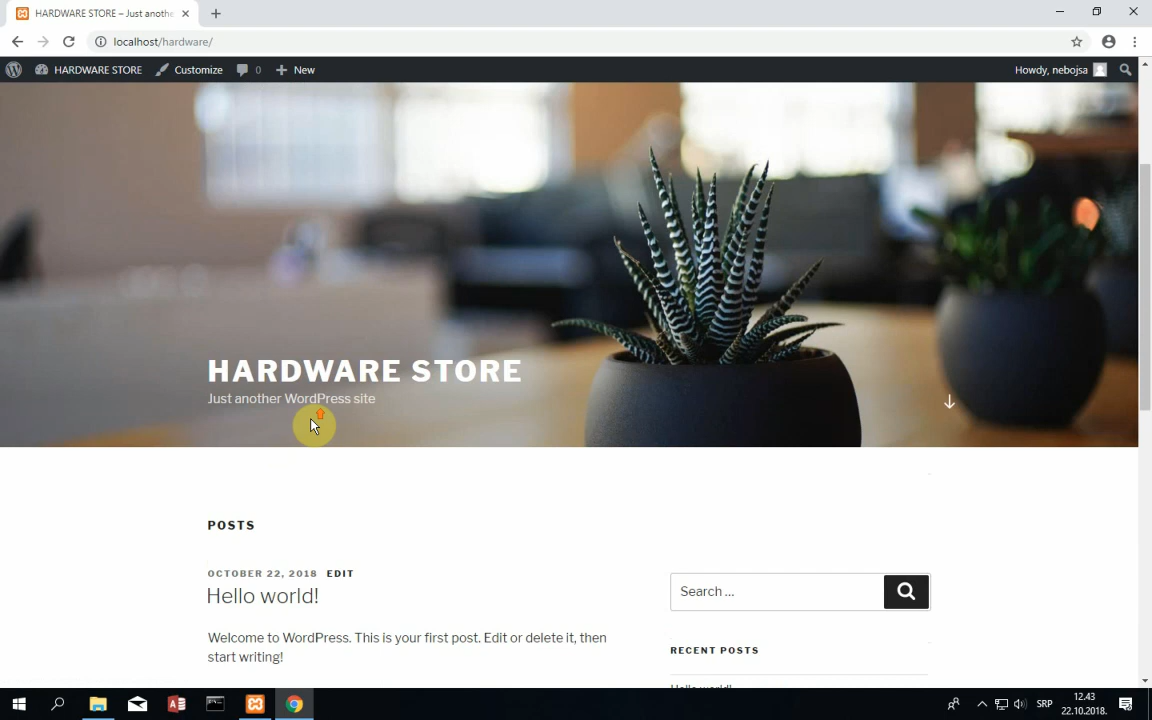 HARDWARE STORE – Just anothe
localhost/hardware/
HARDWARE STORE Customize 0 New Howdy, nebojsa
HARDWARE STORE
Just another WordPress site
POSTS
OCTOBER 22, 2018 EDIT
Hello world!
Welcome to WordPress. This is your first post. Edit or delete it, then
start writing!
Search …
RECENT POSTS
Hello world!
SRP
12.43
22.10.2018.